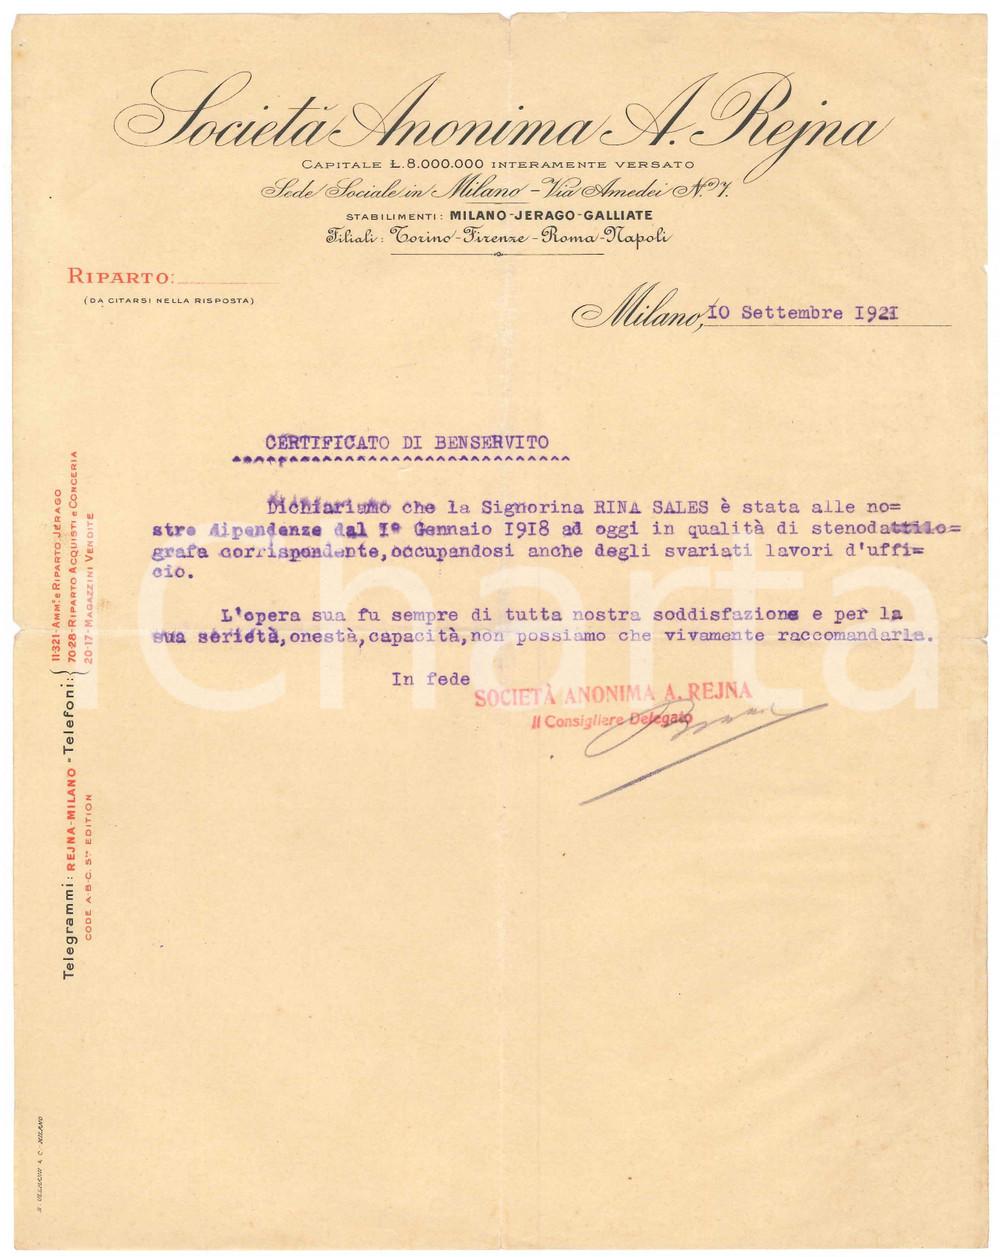 Società Anonima A. Rejna
CAPITALE Ł.8.000.000 INTERAMENTE VERSATO
Sede Sociale in Milano - Via Amedei N.º 7.
STABILIMENTI: MILANO-JERAGO-GALLIATE
Filiali: Torino-Firenze-Roma-Napoli
RIPARTO:
(DA CITARSI NELLA RISPOSTA)
Milano, 10 Settembre 1921
CERTIFICATO DI BENSERVITO
Dichiariamo che la Signorina RINA SALES è stata alle no=
stre dipendenze dal I° Gennaio 1918 ad oggi in qualità di stenodattilo=
grafa corrispondente,occupandosi anche degli svariati lavori d'uffi=
cio.
L'opera sua fu sempre di tutta nostra soddisfazione e per la
sua serietà,onestà,capacità,non possiamo che vivamente raccomandarla.
In fede
SOCIETÀ ANONIMA A. REJNA
Il Consigliere Delegato
Telegrammi: REJNA-MILANO - Telefoni:
11-321-AMMᵉ E RIPARTO JERAGO
70-28-RIPARTO ACQUISTI E CONCERIA
20-17-MAGAZZINI VENDITE
CODE A-B-C. 5TH EDITION
& C. - MILANO
iCharta